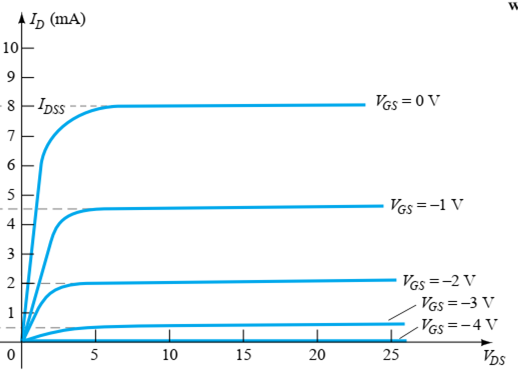 w
I_D (mA)
10
9
8
I_DSS
V_GS = 0 V
7
6
5
V_GS = –1 V
4
3
2
V_GS = –2 V
V_GS = –3 V
1
V_GS = – 4 V
0
5
10
15
20
25
V_DS